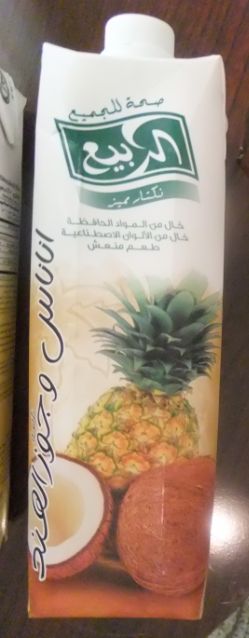 صحة للجميع
الربيع
نكتار مميز
خال من المواد الحافظة
خال من الألوان الاصطناعية
طعم منعش
اناناس وجوز الهند